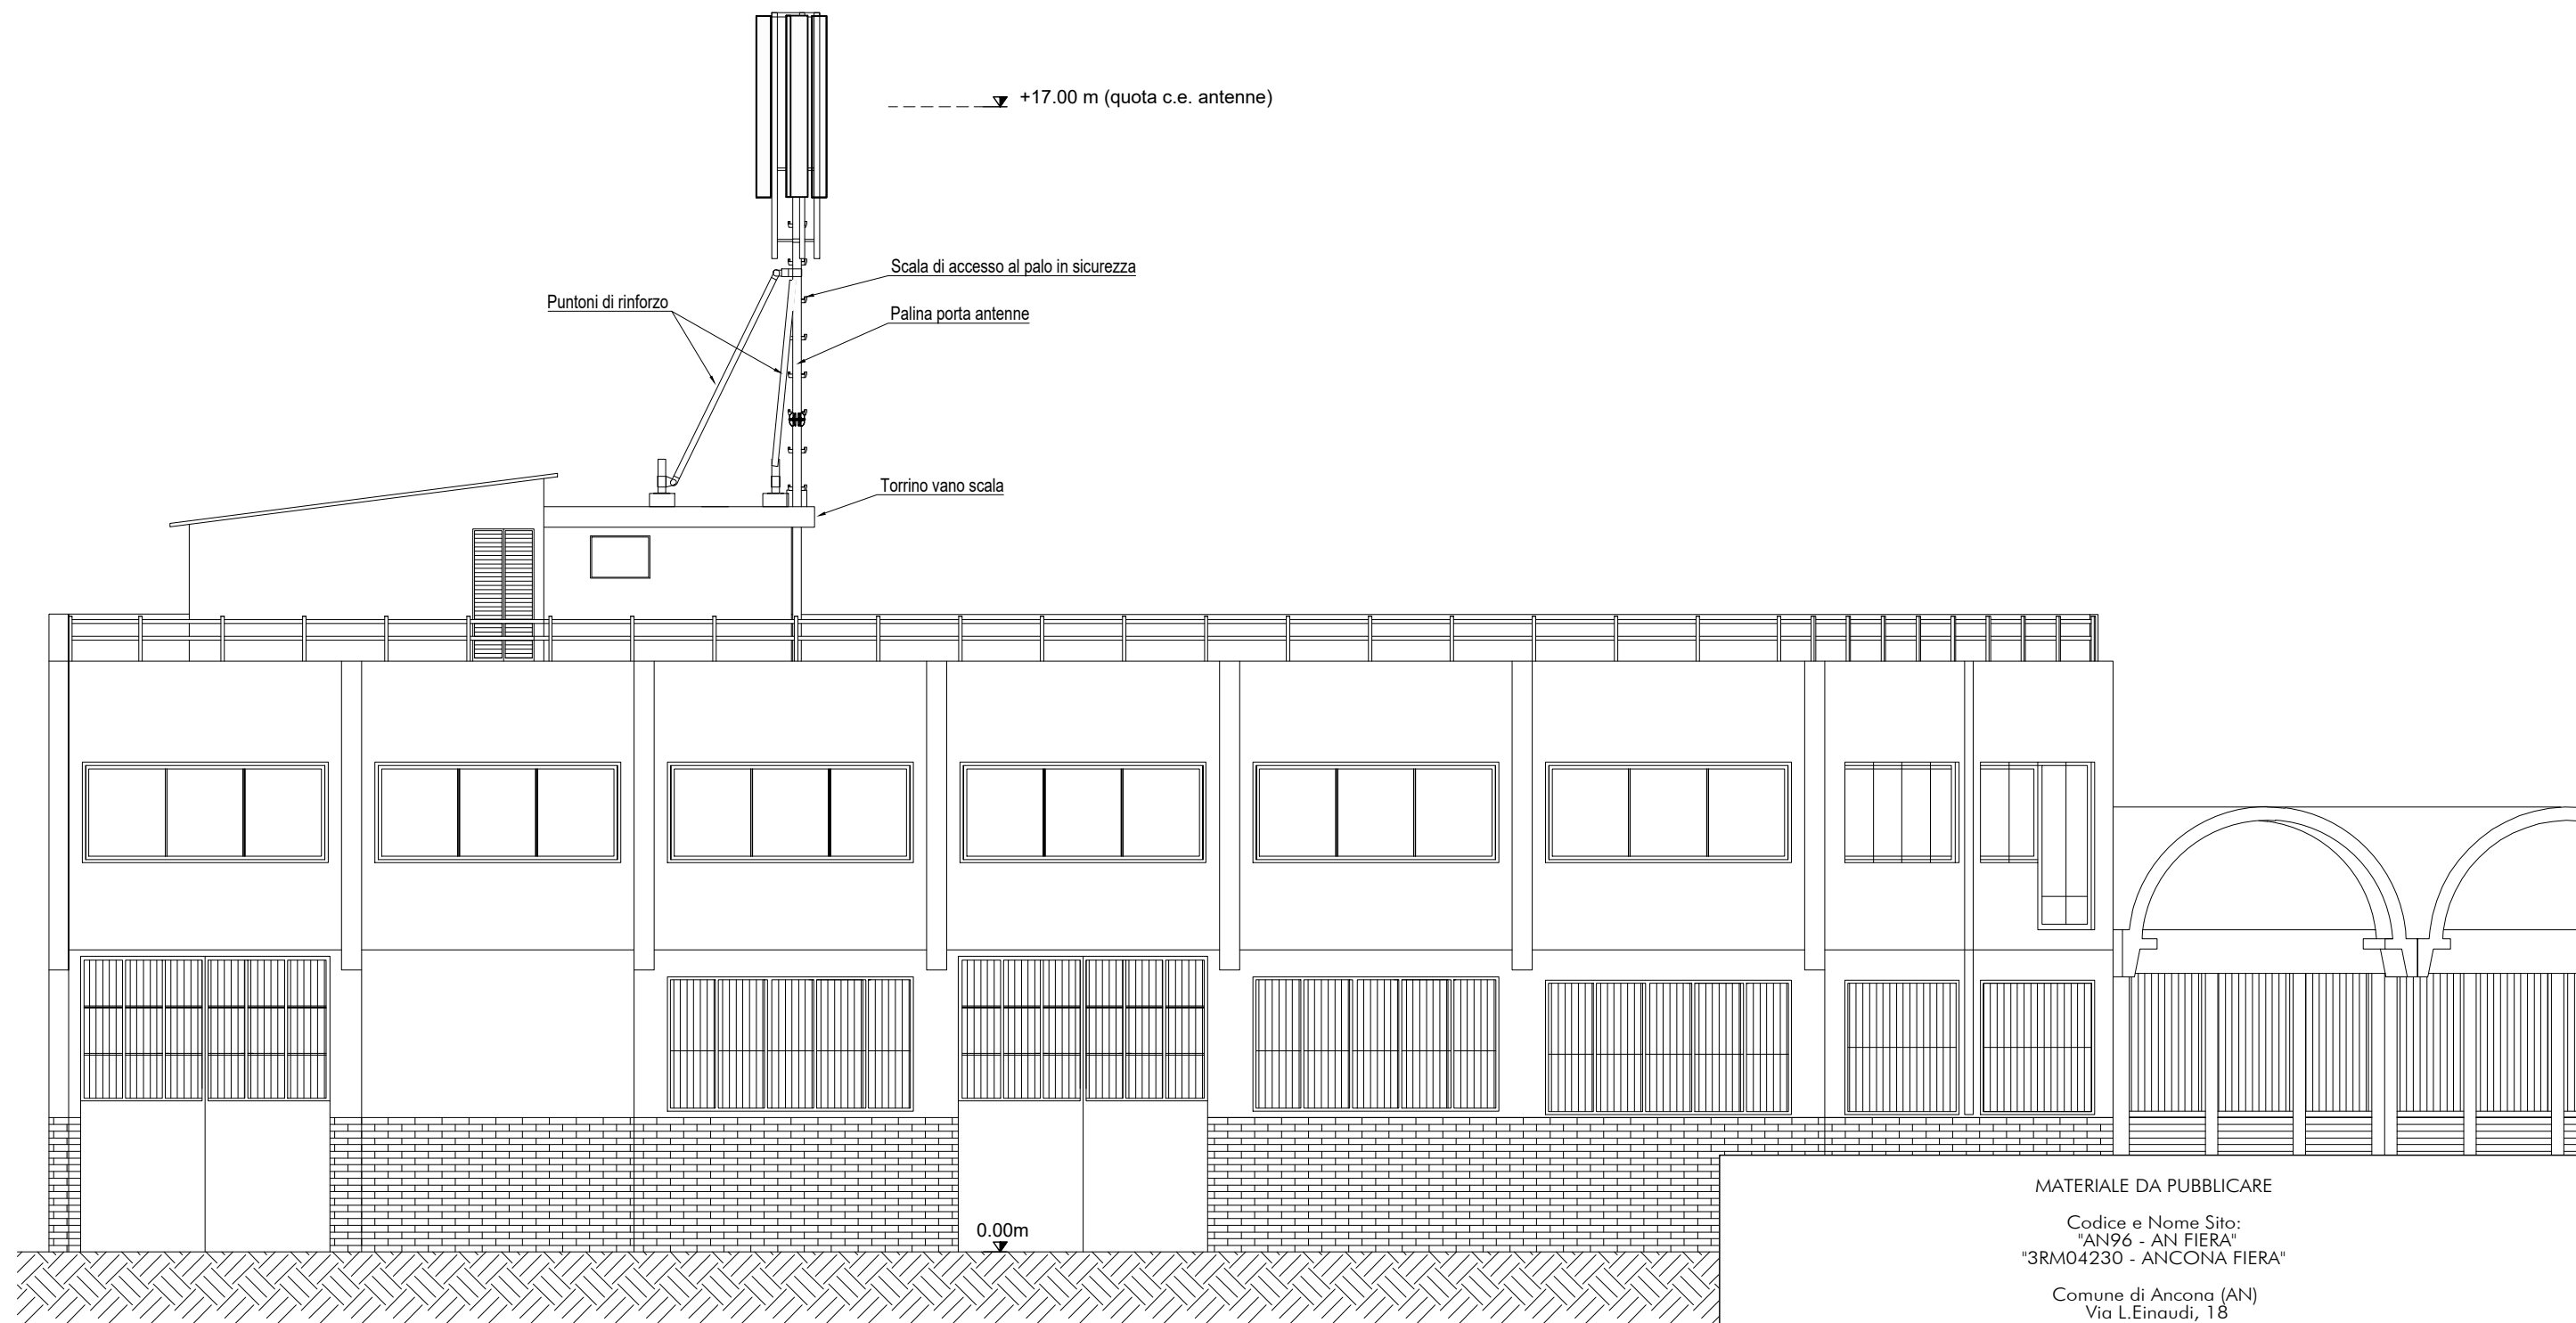 +17.00 m (quota c.e. antenne)
Scala di accesso al palo in sicurezza
Puntoni di rinforzo
Palina porta antenne
Torrino vano scala
0.00m
MATERIALE DA PUBBLICARE
Codice e Nome Sito:
"AN96 - AN FIERA"
"3RM04230 - ANCONA FIERA"
Comune di Ancona (AN)
Via L.Einaudi, 18